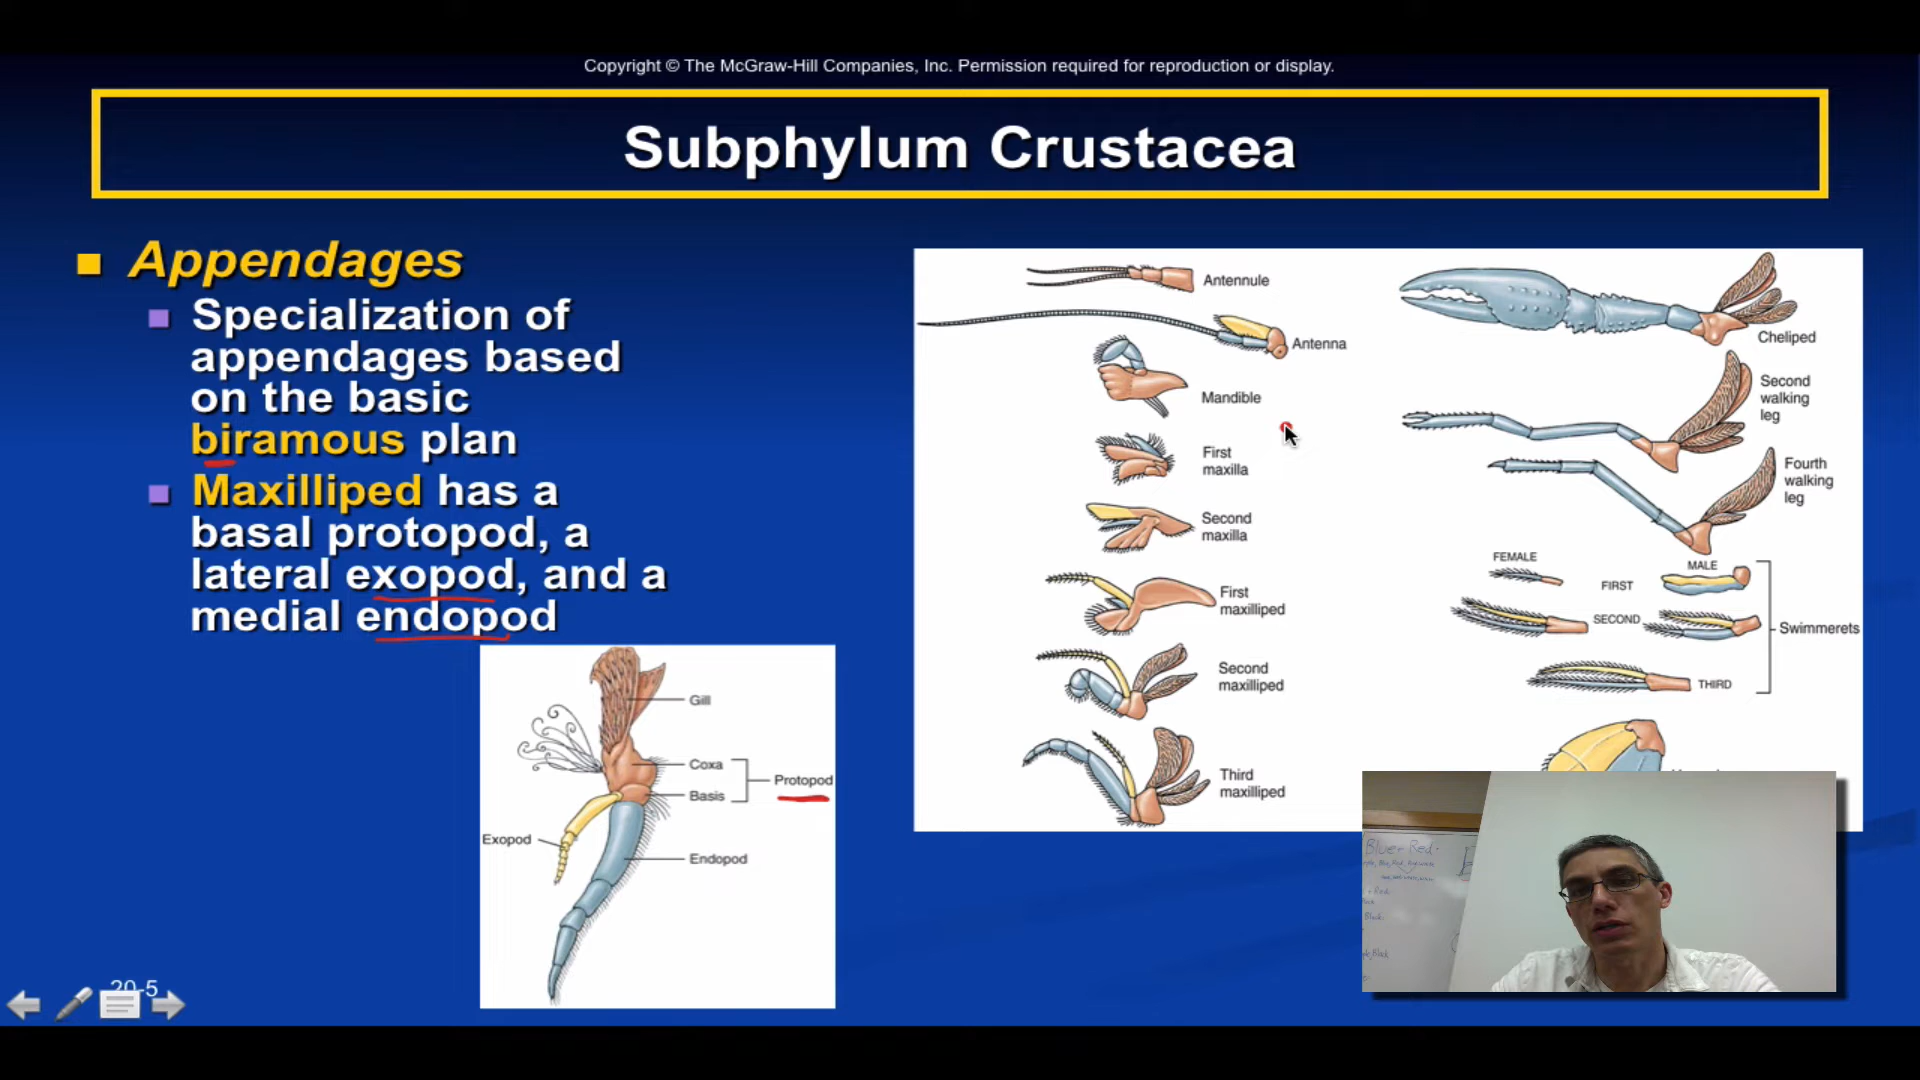 Copyright © The McGraw-Hill Companies, Inc. Permission required for reproduction or display.
Subphylum Crustacea
Appendages
Specialization of
appendages based
on the basic
biramous plan
Maxilliped has a
basal protopod, a
lateral exopod, and a
medial endopod
Gill
Coxa
Protopod
Basis
Exopod
Endopod
20-5
Antennule
Antenna
Mandible
First
maxilla
Second
maxilla
First
maxilliped
Second
maxilliped
Third
maxilliped
Cheliped
Second
walking
leg
Fourth
walking
leg
FEMALE
MALE
FIRST
SECOND
Swimmerets
THIRD
Blue + Red